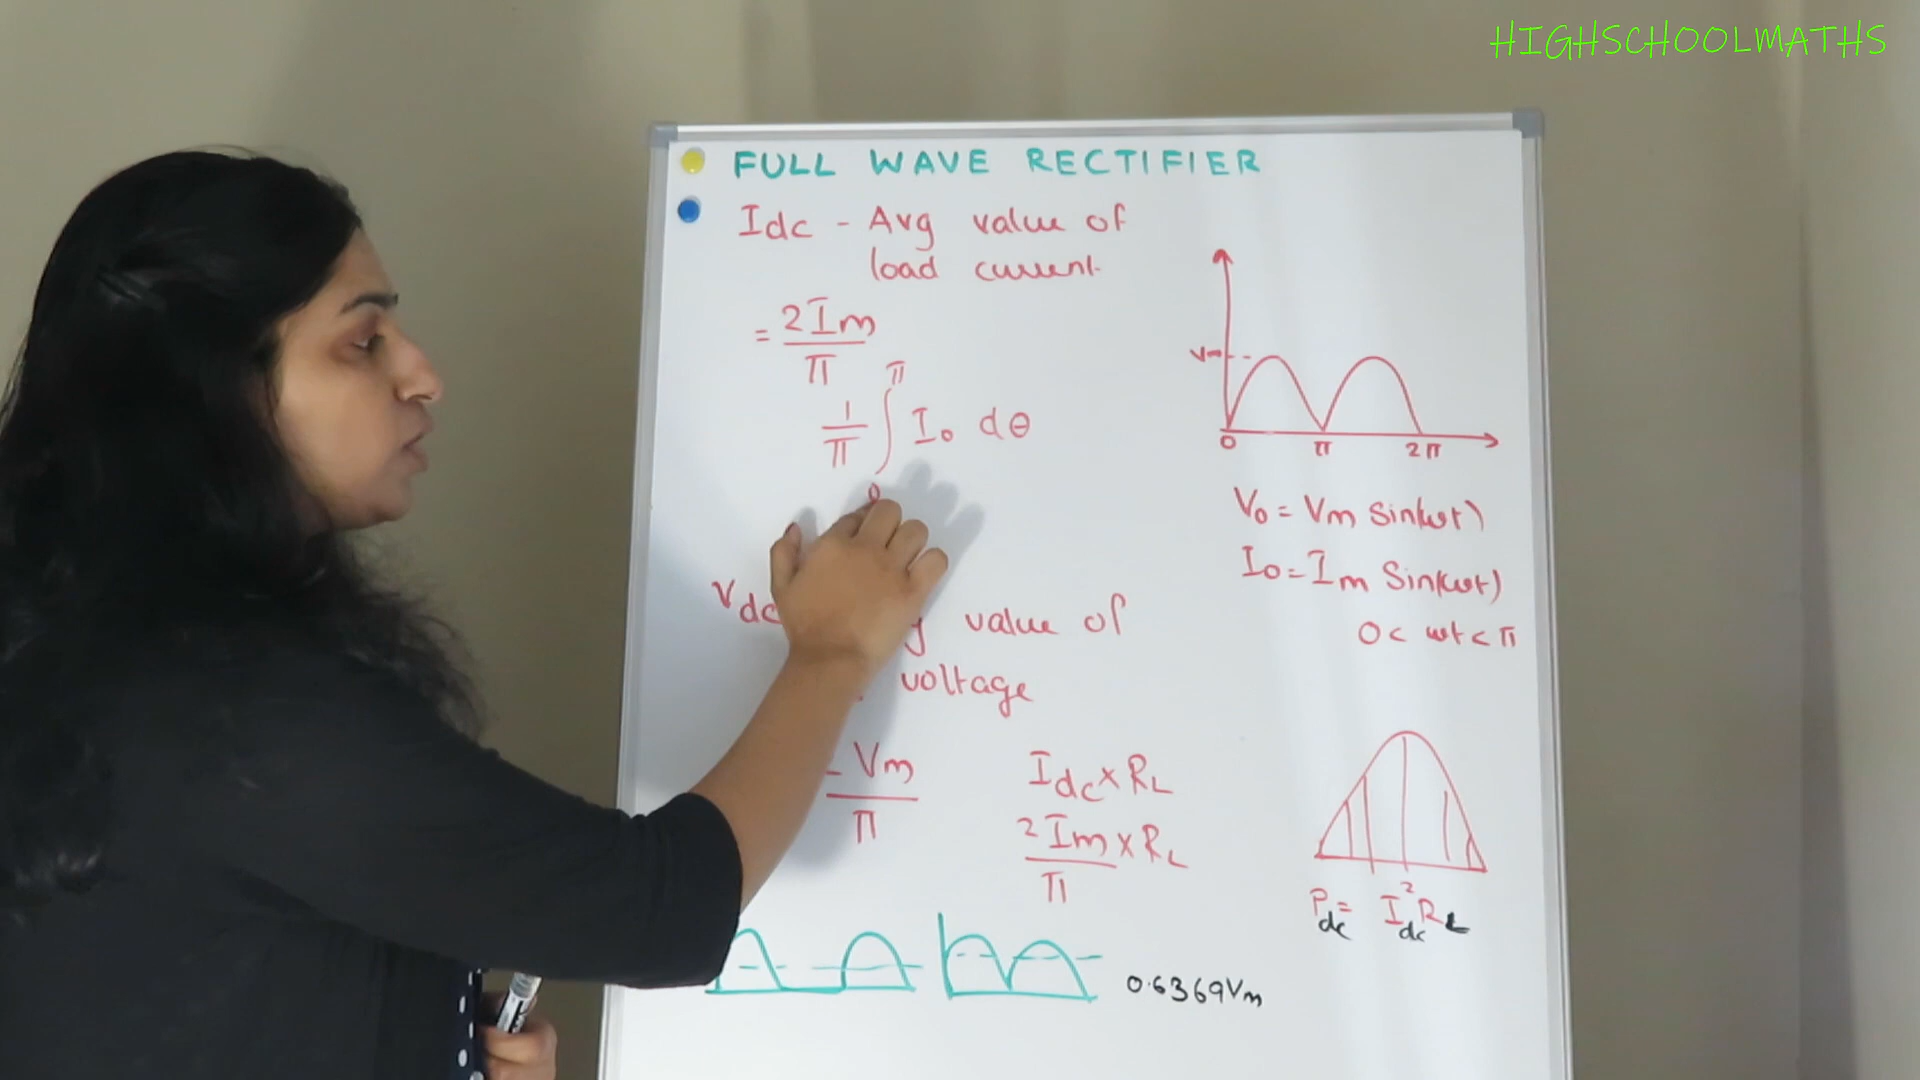 HIGHSCHOOLMATHS
FULL WAVE RECTIFIER
Idc - Avg value of
load current
= 2Im
π
1/π ∫ π 0 I₀ dθ
Vdc value of
voltage
Vm
π
Idc × RL
2Im × RL
π
0.6369Vm
Vm
0 π 2π
V₀ = Vm Sin(ωt)
I₀ = Im Sin(ωt)
0 < ωt < π
Pdc = I²dc RL